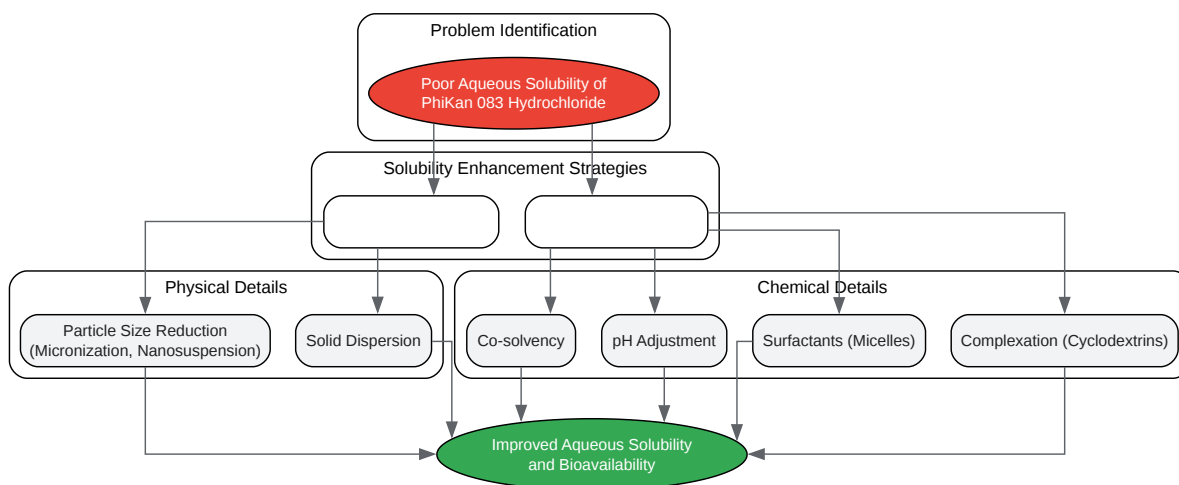 Problem Identification
Poor Aqueous Solubility of
PhiKan 083 Hydrochloride
Solubility Enhancement Strategies
Physical Details
Chemical Details
Particle Size Reduction
(Micronization, Nanosuspension)
Solid Dispersion
Co-solvency
pH Adjustment
Surfactants (Micelles)
Complexation (Cyclodextrins)
Improved Aqueous Solubility
and Bioavailability